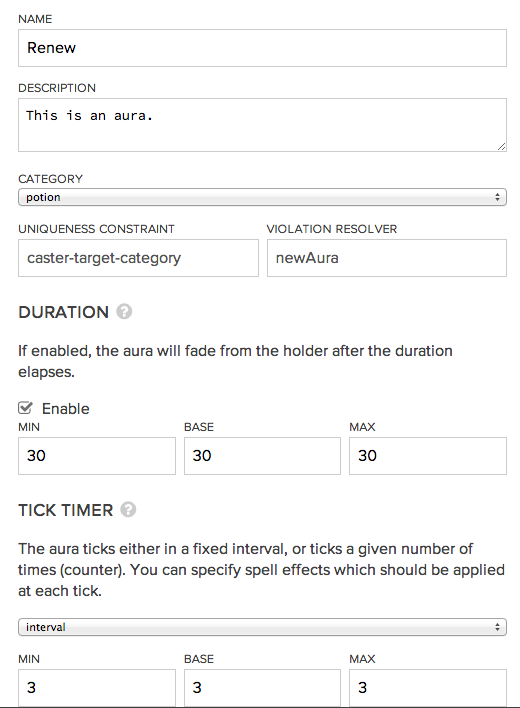 NAME
Renew
DESCRIPTION
This is an aura.
CATEGORY
potion
UNIQUENESS CONSTRAINT VIOLATION RESOLVER
caster-target-category newAura
DURATION ?
If enabled, the aura will fade from the holder after the duration
elapses.
Enable
MIN BASE MAX
30 30 30
TICK TIMER ?
The aura ticks either in a fixed interval, or ticks a given number of
times (counter). You can specify spell effects which should be applied
at each tick.
interval
MIN BASE MAX
3 3 3